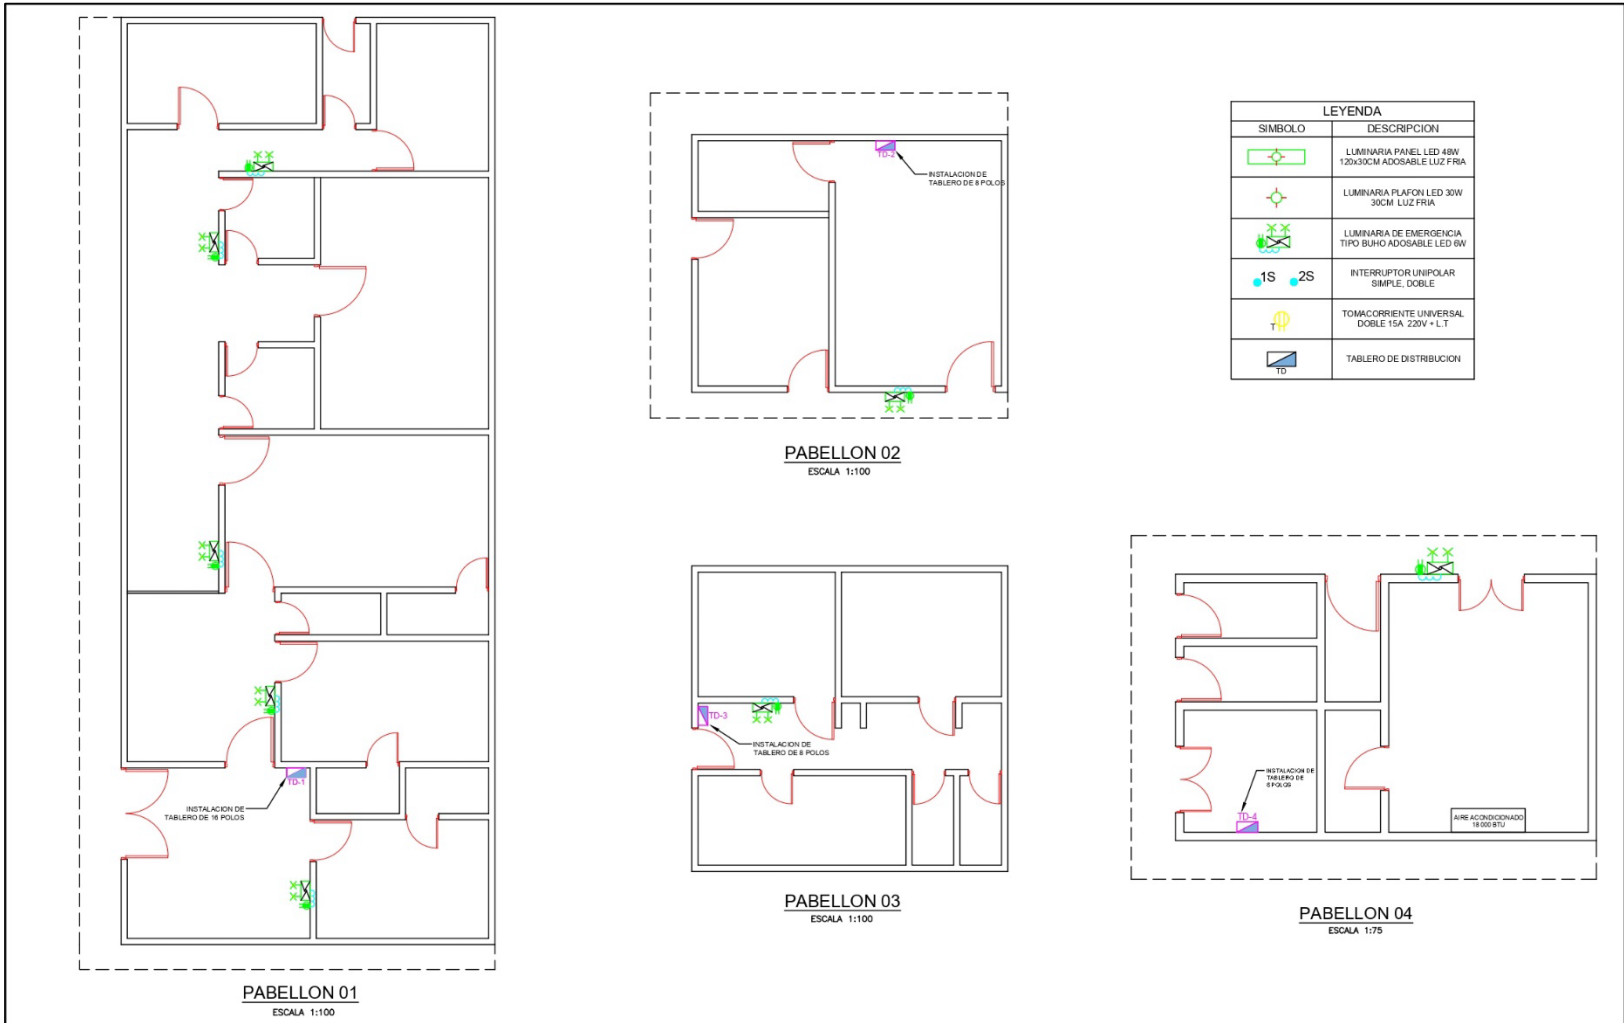 TD-1
INSTALACION DE
TABLERO DE 16 POLOS
PABELLON 01
ESCALA 1:100
TD-2
INSTALACION DE
TABLERO DE 8 POLOS
PABELLON 02
ESCALA 1:100
TD-3
INSTALACION DE
TABLERO DE 8 POLOS
PABELLON 03
ESCALA 1:100
LEYENDA
SIMBOLO DESCRIPCION
LUMINARIA PANEL LED 48W
120x30CM ADOSABLE LUZ FRIA
LUMINARIA PLAFON LED 30W
30CM LUZ FRIA
LUMINARIA DE EMERGENCIA
TIPO BUHO ADOSABLE LED 6W
1S 2S
INTERRUPTOR UNIPOLAR
SIMPLE, DOBLE
T
TOMACORRIENTE UNIVERSAL
DOBLE 15A 220V + L.T
TD
TABLERO DE DISTRIBUCION
INSTALACION DE
TABLERO DE
8 POLOS
TD-4
AIRE ACONDICIONADO
18 000 BTU
PABELLON 04
ESCALA 1:75